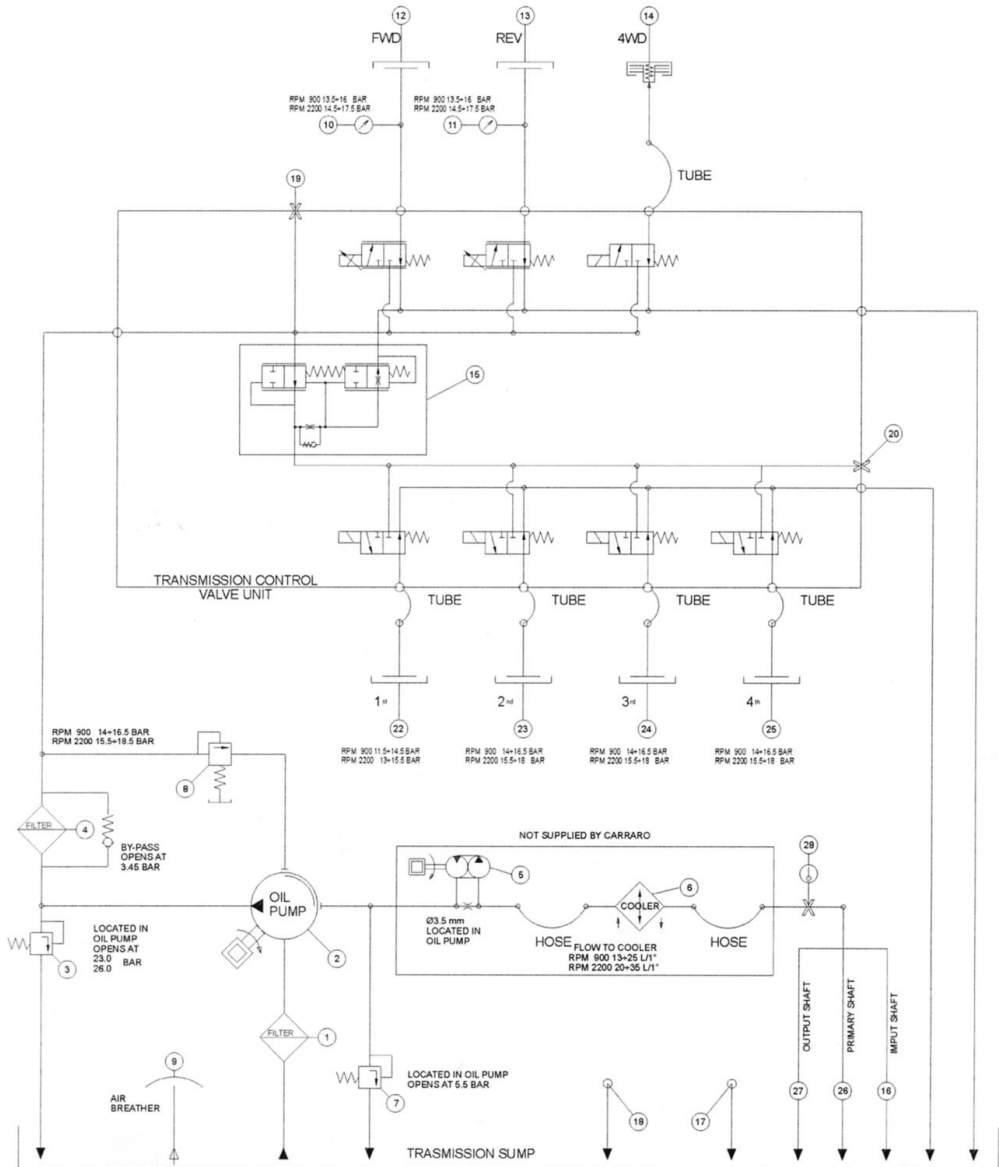 12
13
14
FWD
REV
4WD
RPM 900 13.5÷16 BAR
RPM 2200 14.5÷17.5 BAR
RPM 900 13.5÷16 BAR
RPM 2200 14.5÷17.5 BAR
10
11
TUBE
19
15
20
TRANSMISSION CONTROL
VALVE UNIT
TUBE
TUBE
TUBE
TUBE
1st
2nd
3rd
4th
22
23
24
25
RPM 900 11.5÷14.5 BAR
RPM 2200 13÷15.5 BAR
RPM 900 14÷16.5 BAR
RPM 2200 15.5÷18 BAR
RPM 900 14÷16.5 BAR
RPM 2200 15.5÷18 BAR
RPM 900 14÷16.5 BAR
RPM 2200 15.5÷18 BAR
RPM 900 14÷16.5 BAR
RPM 2200 15.5÷18.5 BAR
8
FILTER
4
BY-PASS
OPENS AT
3.45 BAR
NOT SUPPLIED BY CARRARO
28
5
6
OIL
PUMP
COOLER
Ø3.5 mm
LOCATED IN
OIL PUMP
HOSE
HOSE
FLOW TO COOLER
RPM 900 13÷25 L/1"
RPM 2200 20÷35 L/1"
LOCATED IN
OIL PUMP
OPENS AT
23.0
26.0
BAR
3
2
OUTPUT SHAFT
PRIMARY SHAFT
IMPUT SHAFT
FILTER
1
9
AIR
BREATHER
LOCATED IN OIL PUMP
OPENS AT 5.5 BAR
7
18
17
27
26
16
TRASMISSION SUMP